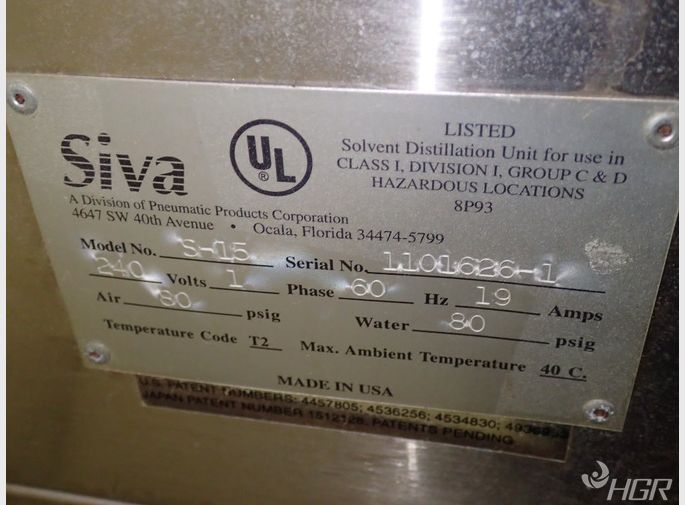 Siva
UL
®
LISTED
Solvent Distillation Unit for use in
CLASS I, DIVISION I, GROUP C & D
HAZARDOUS LOCATIONS
8P93
A Division of Pneumatic Products Corporation
4647 SW 40th Avenue • Ocala, Florida 34474-5799
Model No. S-15 Serial No. 1101626-1
240 Volts 1 Phase 60 Hz 19 Amps
Air 80 psig Water 80 psig
Temperature Code T2 Max. Ambient Temperature 40 C.
MADE IN USA
U.S. PATENT NUMBERS: 4457805; 4536256; 4534830;
JAPAN PATENT NUMBER 1512128, PATENTS PENDING
HGR